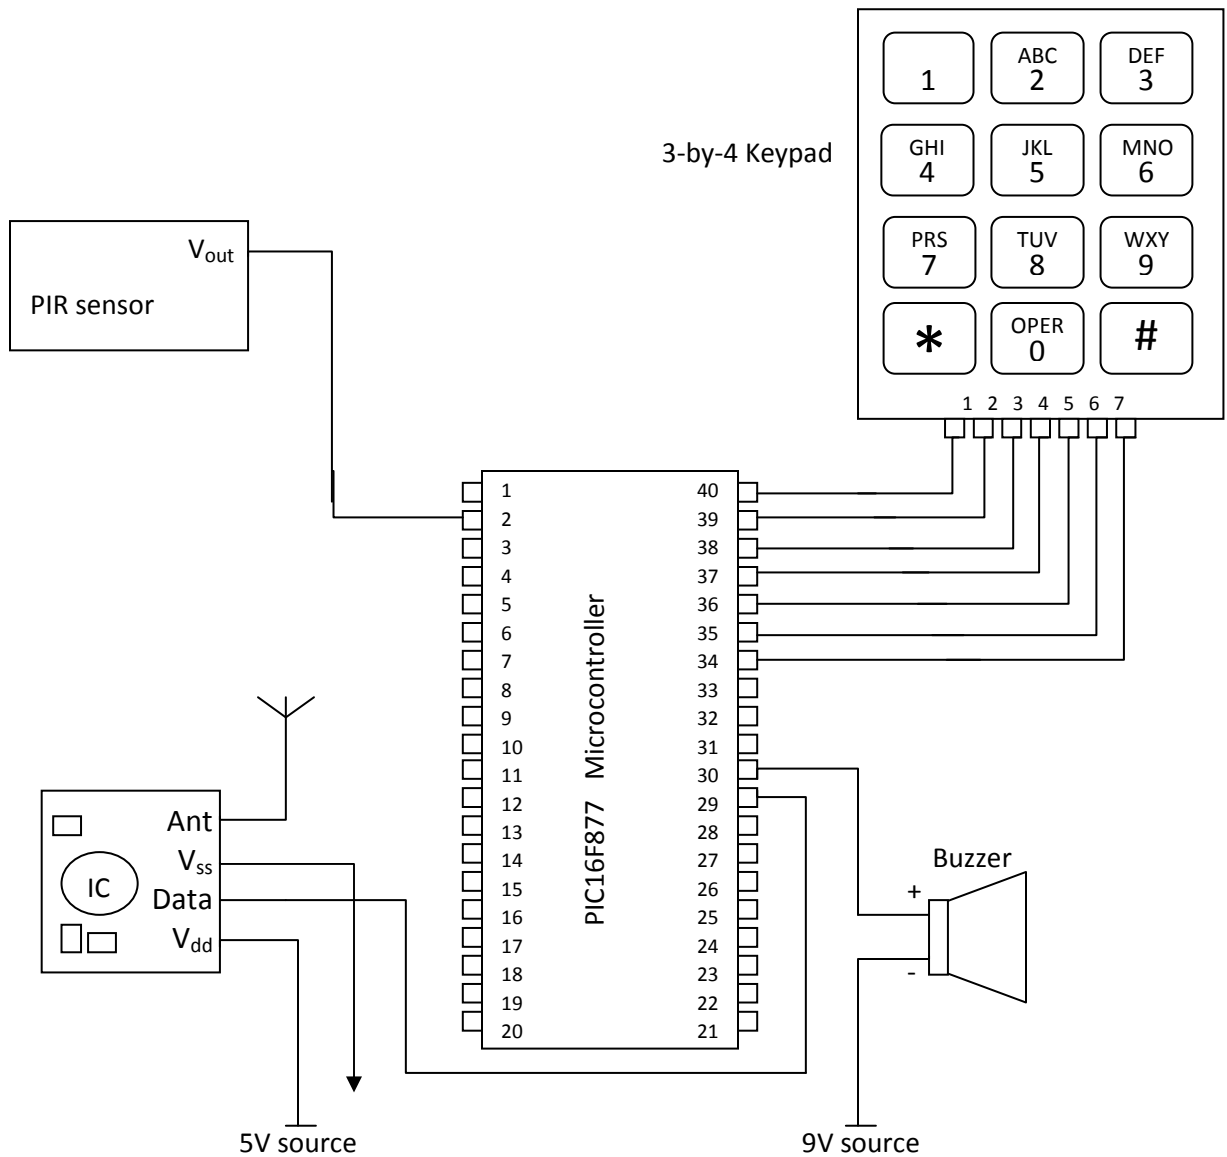 1
ABC
2
DEF
3
3-by-4 Keypad
GHI
4
JKL
5
MNO
6
PRS
7
TUV
8
WXY
9
*
OPER
0
#
1 2 3 4 5 6 7
Vout
PIR sensor
1 40
2 39
3 38
4 37
5 36
6 35
7 34
8 33
9 32
10 31
11 30
12 29
13 28
14 27
15 26
16 25
17 24
18 23
19 22
20 21
PIC16F877 Microcontroller
Ant
Vss
IC
Data
Vdd
5V source
Buzzer
+
-
9V source